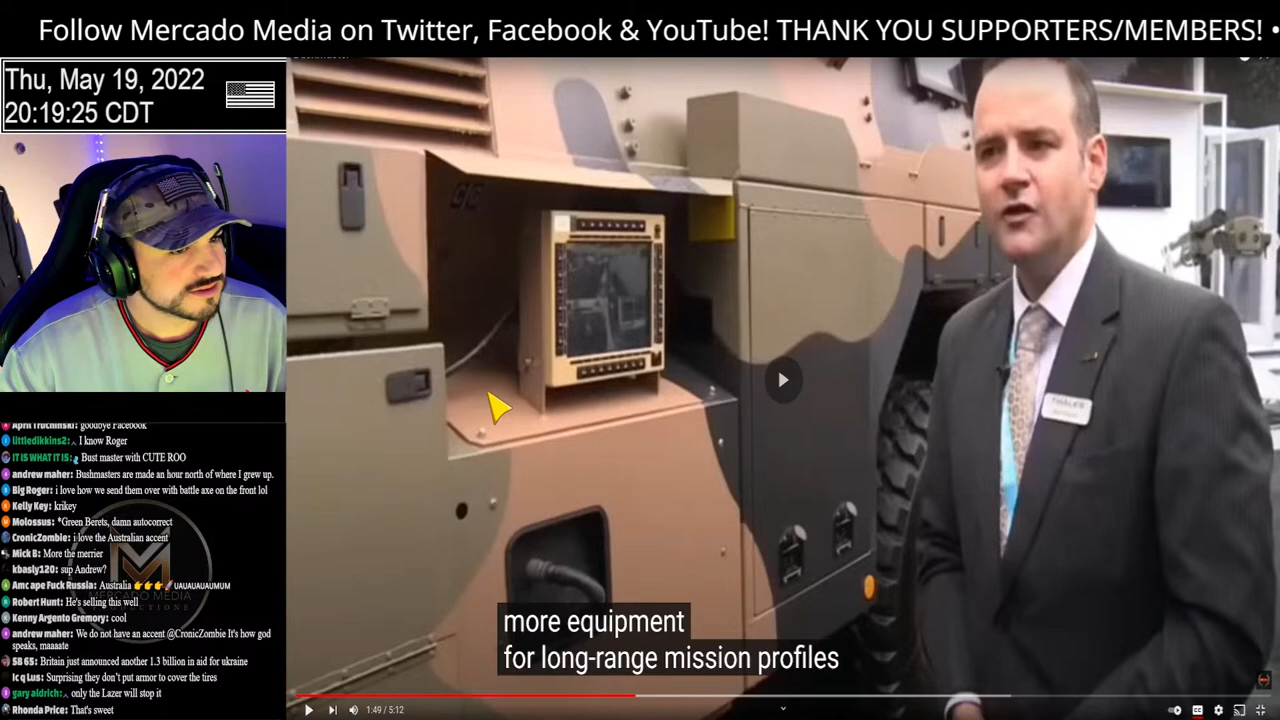 Follow Mercado Media on Twitter, Facebook & YouTube! THANK YOU SUPPORTERS/MEMBERS! •
Thu, May 19, 2022
20:19:25 CDT
goodbye Facebook
littledikkins2: I know Roger
IT IS WHAT IT IS: Bust master with CUTE ROO
andrew maher: Bushmasters are made an hour north of where I grew up.
Big Roger: i love how we send them over with battle axe on the front lol
Kelly Key: krikey
Molossus: *Green Berets, damn autocorrect
CronicZombie: i love the Australian accent
Mick B: More the merrier
kbasly120: sup Andrew?
Amc ape Fuck Russia: Australia 👉👉👉🚀 UAUAUAUAUMUM
Robert Hunt: He's selling this well
Kenny Argento Gremory: cool
andrew maher: We do not have an accent @CronicZombie It's how god
speaks, maaaate
SB 65: Britain just announced another 1.3 billion in aid for ukraine
Ic q Lus: Surprising they don't put armor to cover the tires
gary aldrich: only the Lazer will stop it
Rhonda Price: That's sweet
MERCADO MEDIA
PRODUCTIONS
THALES
more equipment
for long-range mission profiles
1:49 / 5:12